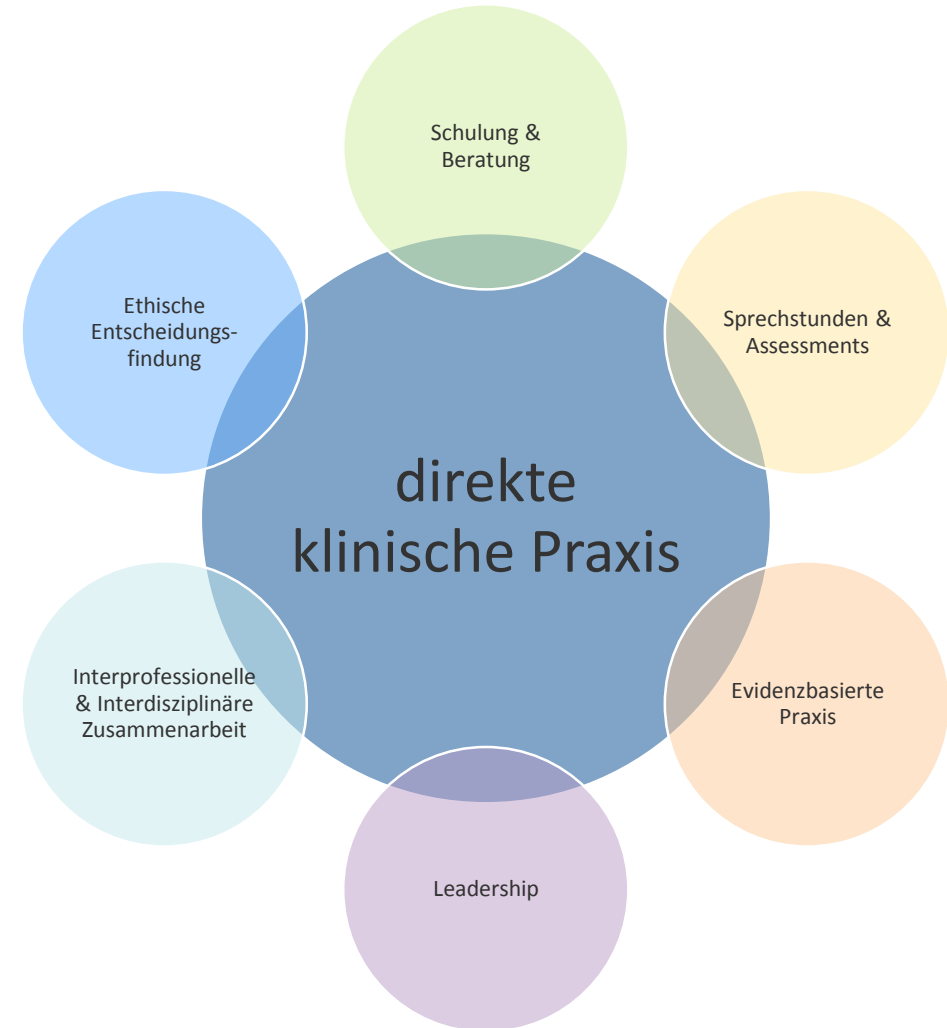 Schulung &
Beratung
Ethische
Entscheidungs-
findung
Sprechstunden &
Assessments
direkte
klinische Praxis
Interprofessionelle
& Interdisziplinäre
Zusammenarbeit
Evidenzbasierte
Praxis
Leadership